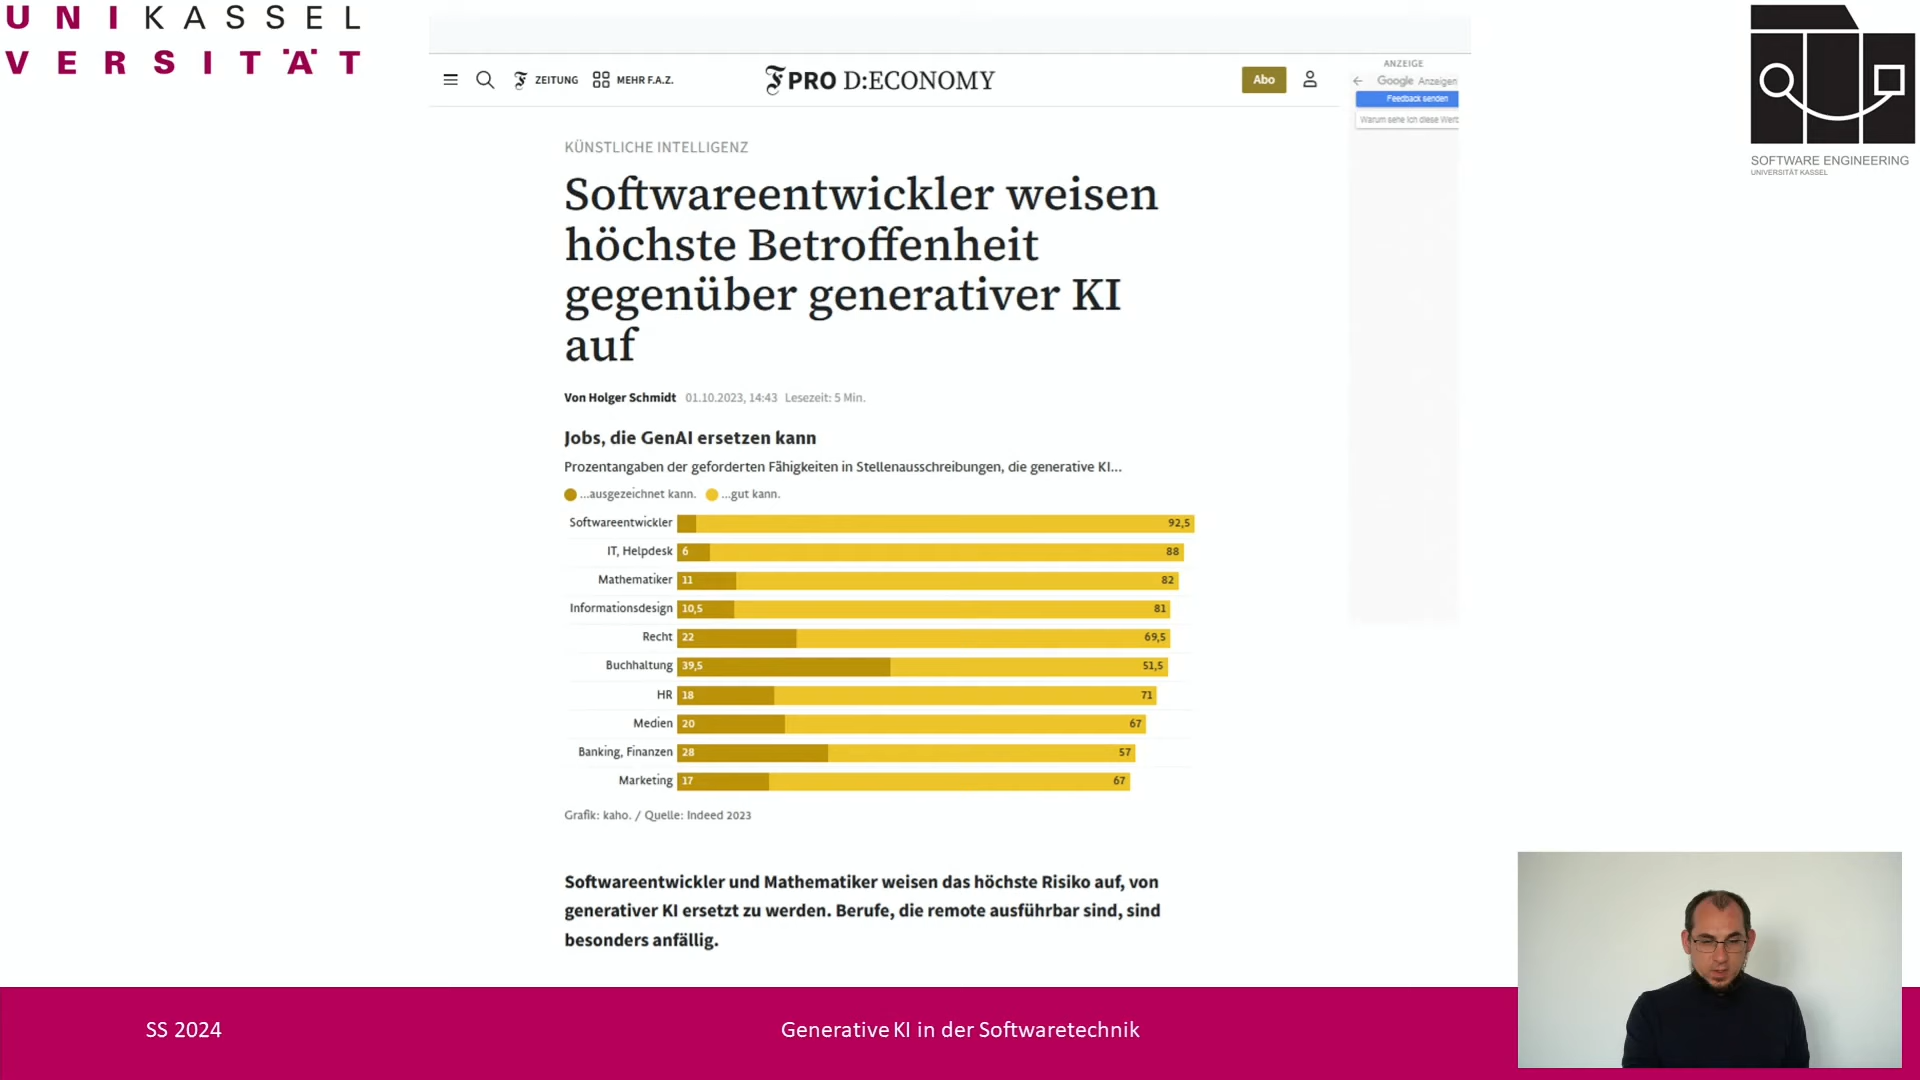 UNIKASSEL
VERSITÄT
ZEITUNG
MEHR F.A.Z.
PRO D:ECONOMY
Abo
ANZEIGE
Google Anzeigen
Feedback senden
Warum sehe ich diese
SOFTWARE ENGINEERING
UNIVERSITÄT KASSEL
KÜNSTLICHE INTELLIGENZ
Softwareentwickler weisen
höchste Betroffenheit
gegenüber generativer KI
auf
Von Holger Schmidt 01.10.2023, 14:43 Lesezeit: 5 Min.
Jobs, die GenAI ersetzen kann
Prozentangaben der geforderten Fähigkeiten in Stellenausschreibungen, die generative KI...
...ausgezeichnet kann. ...gut kann.
Softwareentwickler 92,5
IT, Helpdesk 6 88
Mathematiker 11 82
Informationsdesign 10,5 81
Recht 22 69,5
Buchhaltung 39,5 51,5
HR 18 71
Medien 20 67
Banking, Finanzen 28 57
Marketing 17 67
Grafik: kaho. / Quelle: Indeed 2023
Softwareentwickler und Mathematiker weisen das höchste Risiko auf, von
generativer KI ersetzt zu werden. Berufe, die remote ausführbar sind, sind
besonders anfällig.
SS 2024
Generative KI in der Softwaretechnik